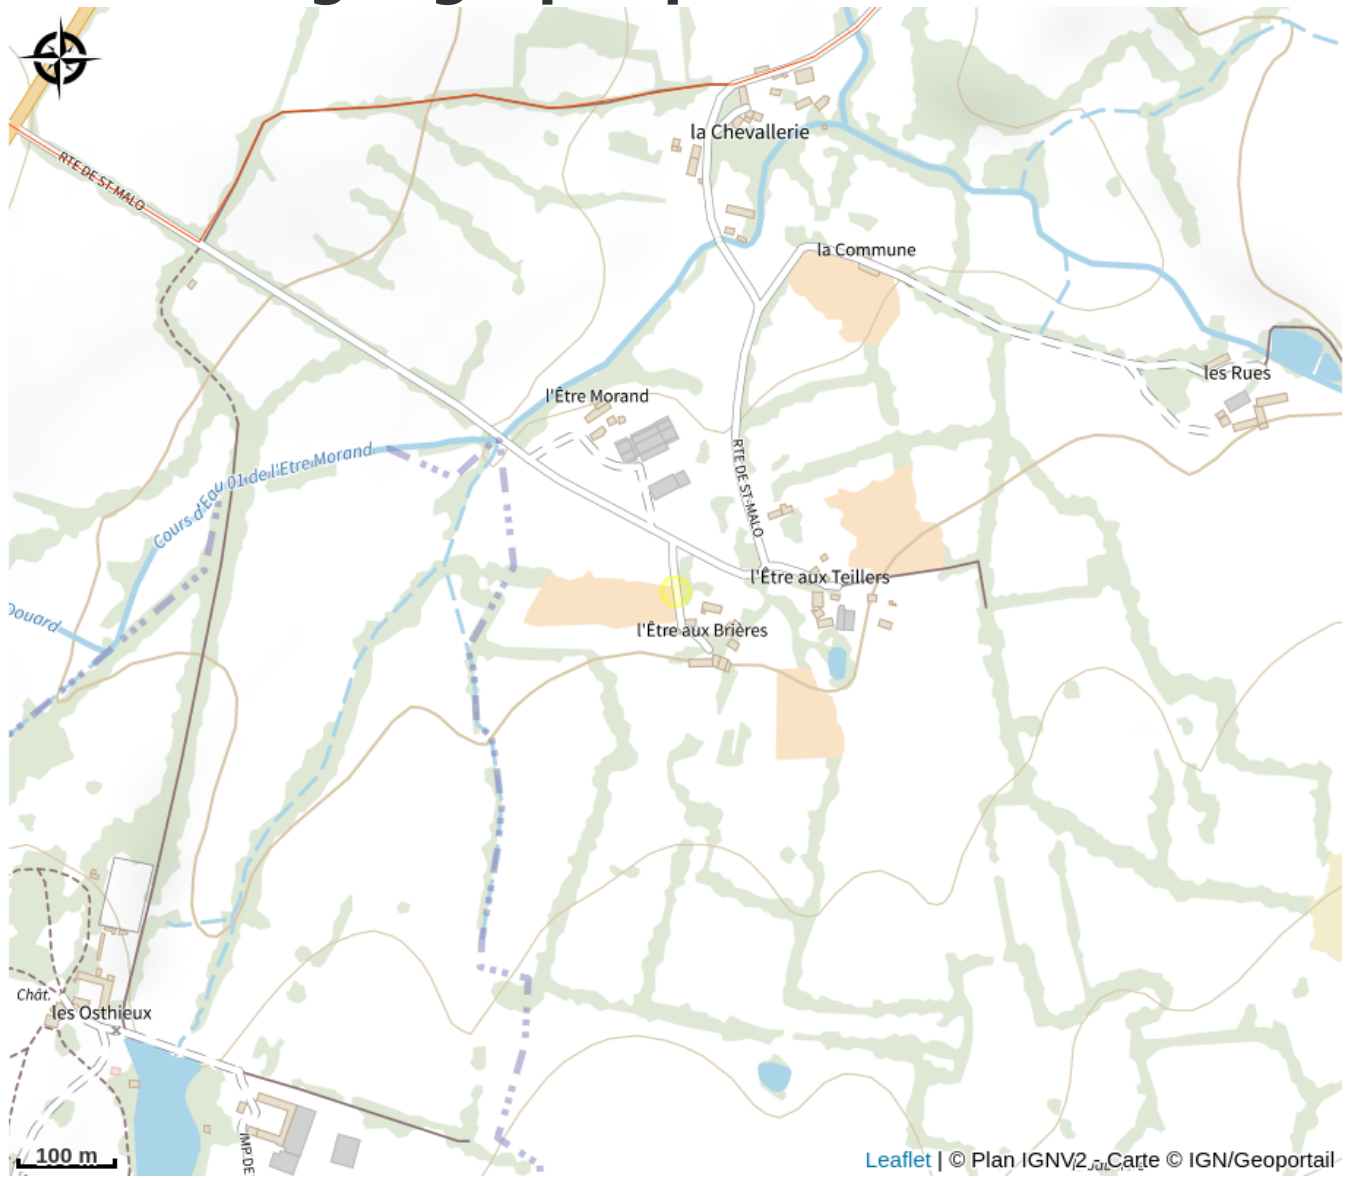 RTE DE ST-MALO
la Chevallerie
la Commune
les Rues
l'Être Morand
Cours d'Eau 01 de l'Etre Morand
RTE DE ST-MALO
l'Être aux Teillers
Douard
l'Être aux Brières
Chât.
les Osthieux
IMP DE
100 m
Leaflet | © Plan IGNV2 - Carte © IGN/Geoportail